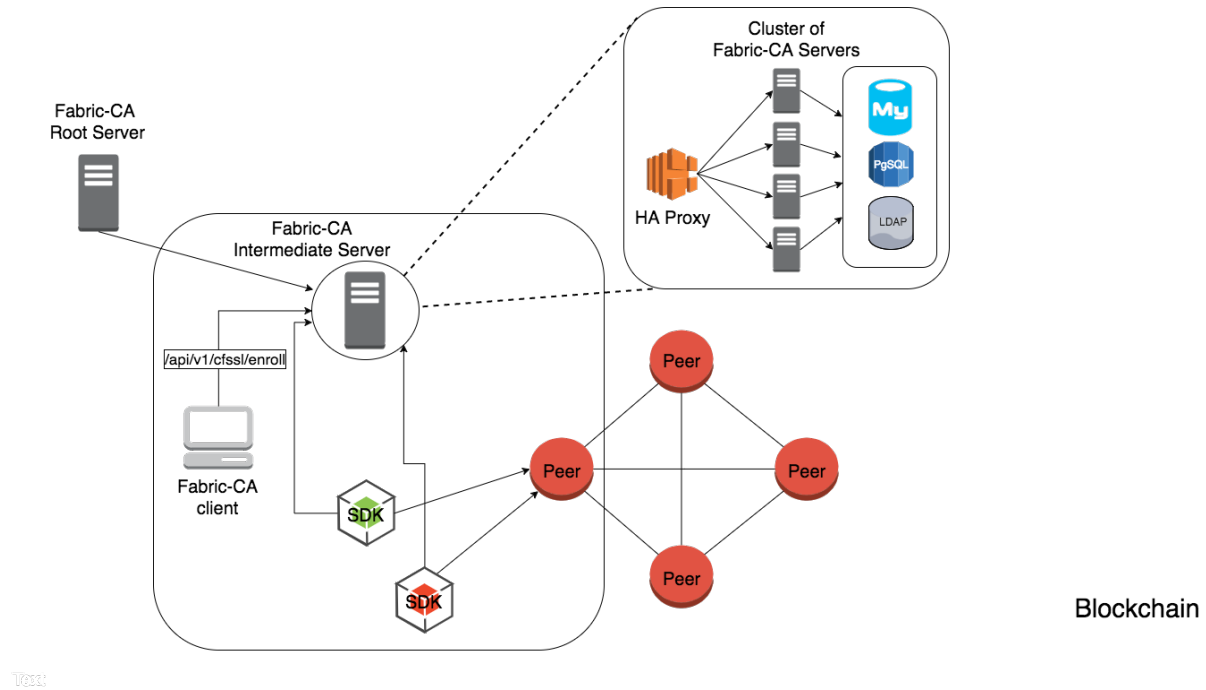 Cluster of
Fabric-CA Servers
My
PgSQL
LDAP
HA Proxy
Fabric-CA
Root Server
Fabric-CA
Intermediate Server
/api/v1/cfssl/enroll
Fabric-CA
client
SDK
SDK
Peer
Peer
Peer
Peer
Blockchain
Text